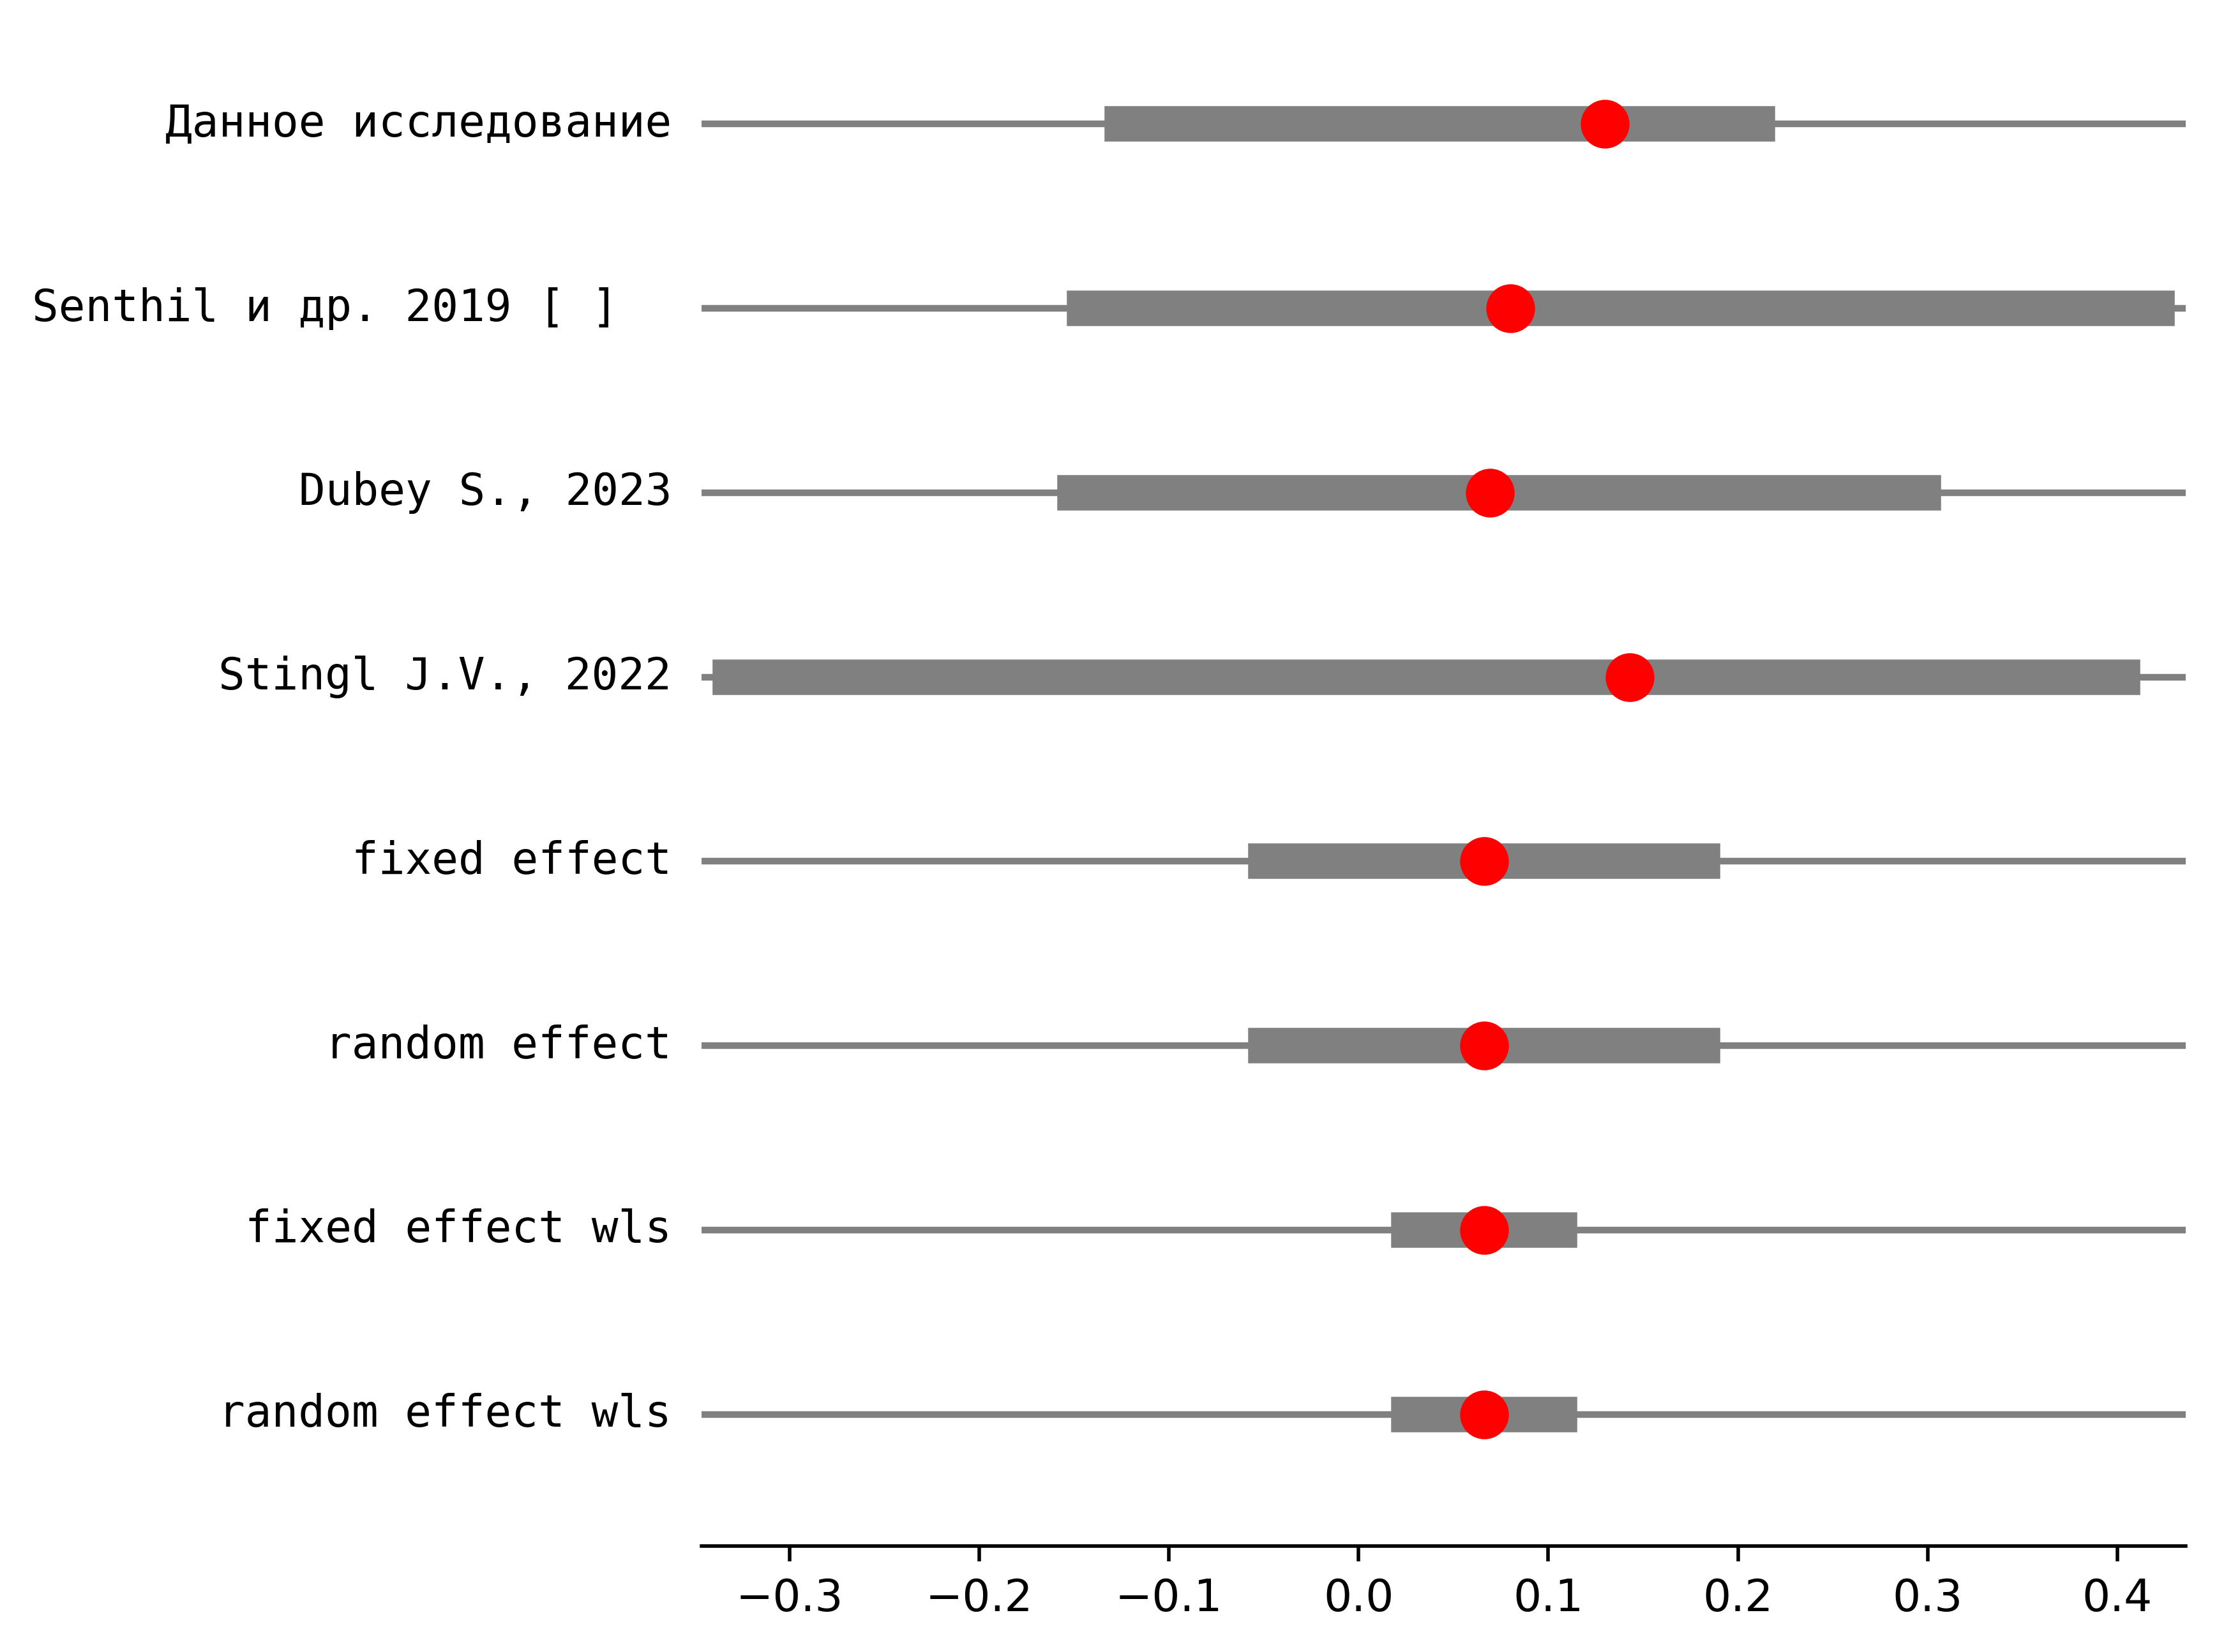 Данное исследование
Senthil и др. 2019 [ ]
Dubey S., 2023
Stingl J.V., 2022
fixed effect
random effect
fixed effect wls
random effect wls
−0.3 −0.2 −0.1 0.0 0.1 0.2 0.3 0.4